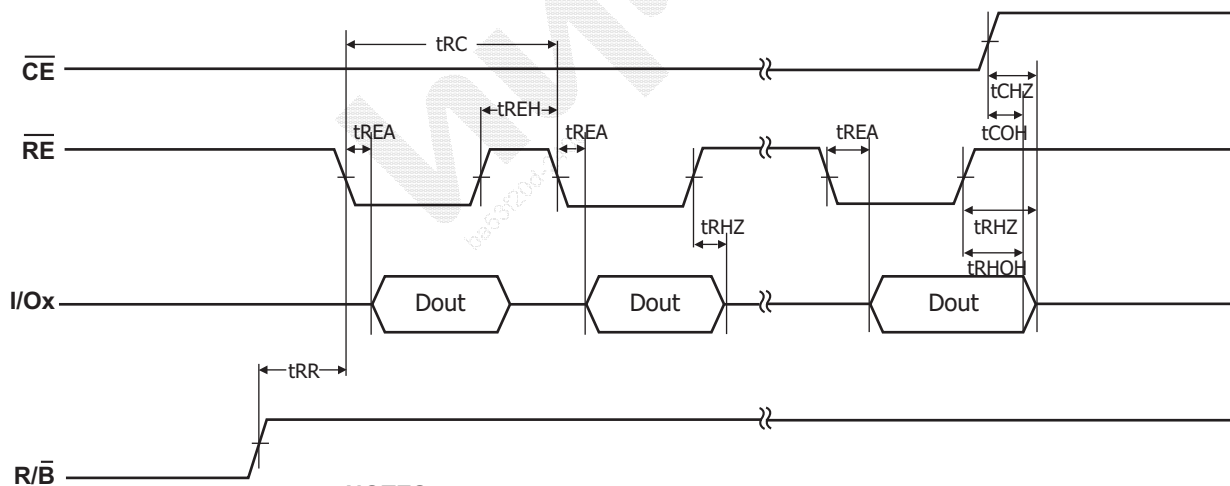 tRC
CE
tCHZ
tREH
tREA
tREA
tREA
tCOH
RE
tRHZ
tRHZ
tRHOH
I/Ox
Dout
Dout
Dout
tRR
R/B